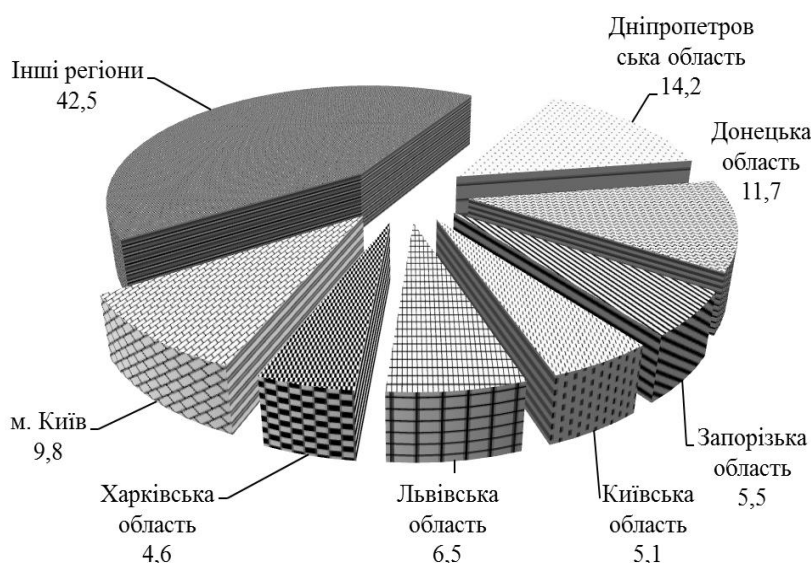 Інші регіони
42,5
Дніпропетров
ська область
14,2
Донецька
область
11,7
Запорізька
область
5,5
Київська
область
5,1
Львівська
область
6,5
Харківська
область
4,6
м. Київ
9,8